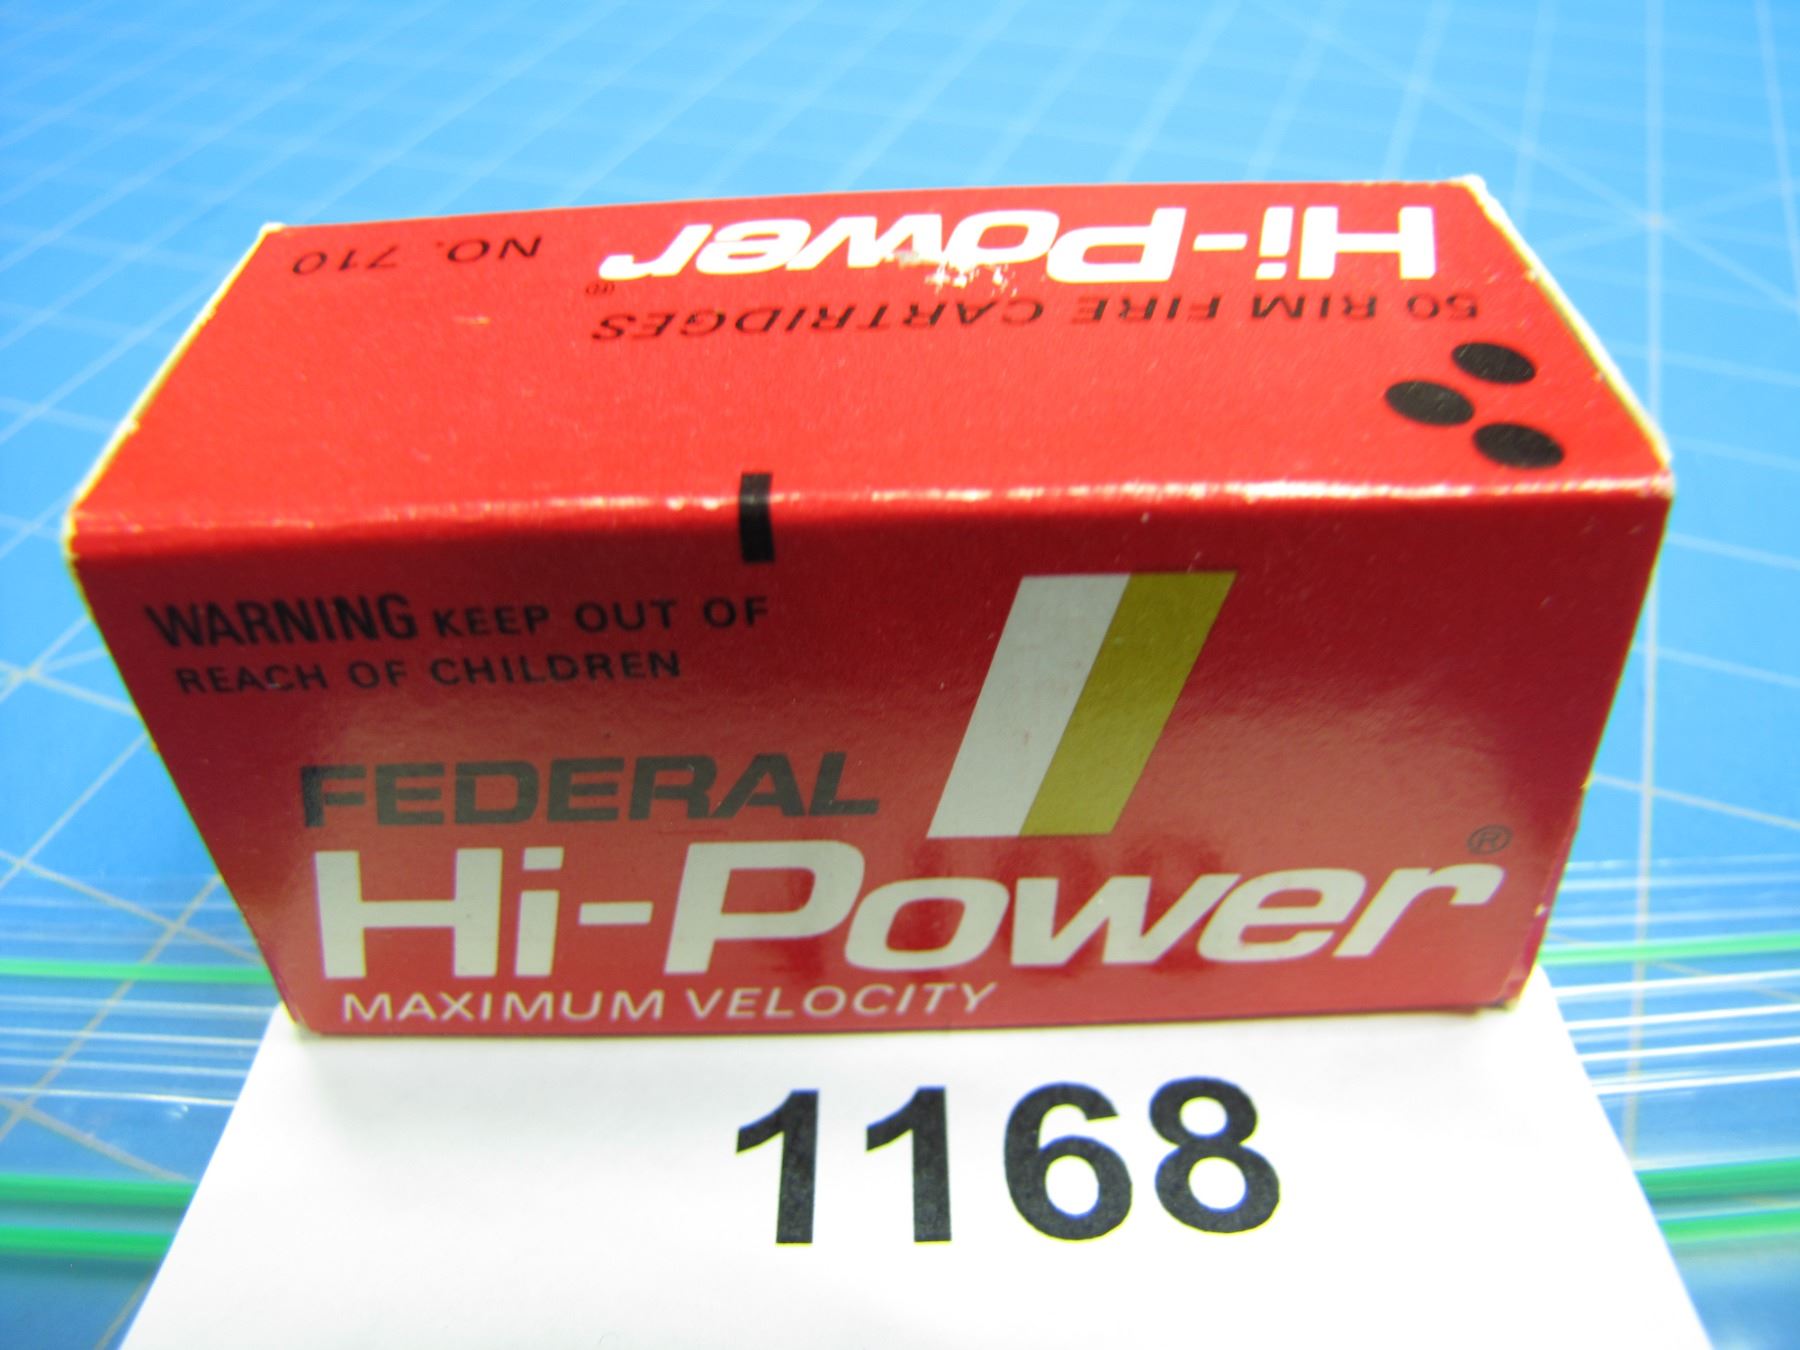 NO. 710
Hi-Power®
50 RIM FIRE CARTRIDGES
WARNING KEEP OUT OF
REACH OF CHILDREN
FEDERAL
Hi-Power®
MAXIMUM VELOCITY
1168